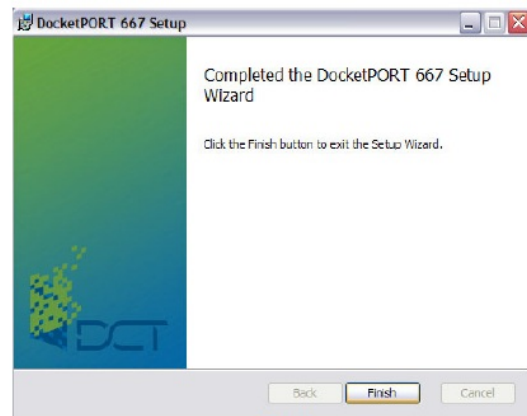 DocketPORT 667 Setup
Completed the DocketPORT 667 Setup
Wizard
Click the Finish button to exit the Setup Wizard.
DCT
Back
Finish
Cancel